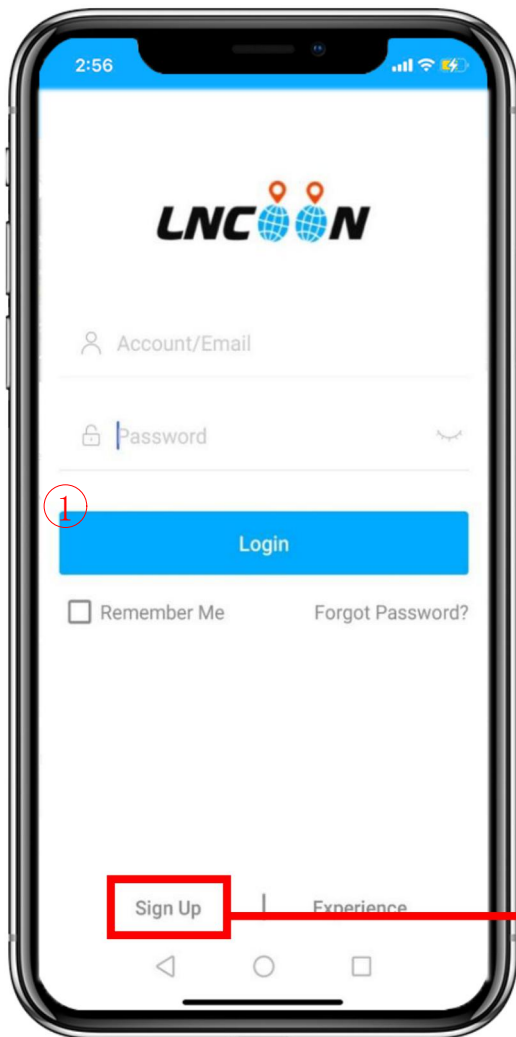 2:56
LNCOON
Account/Email
Password
①
Login
Remember Me Forgot Password?
Sign Up | Experience